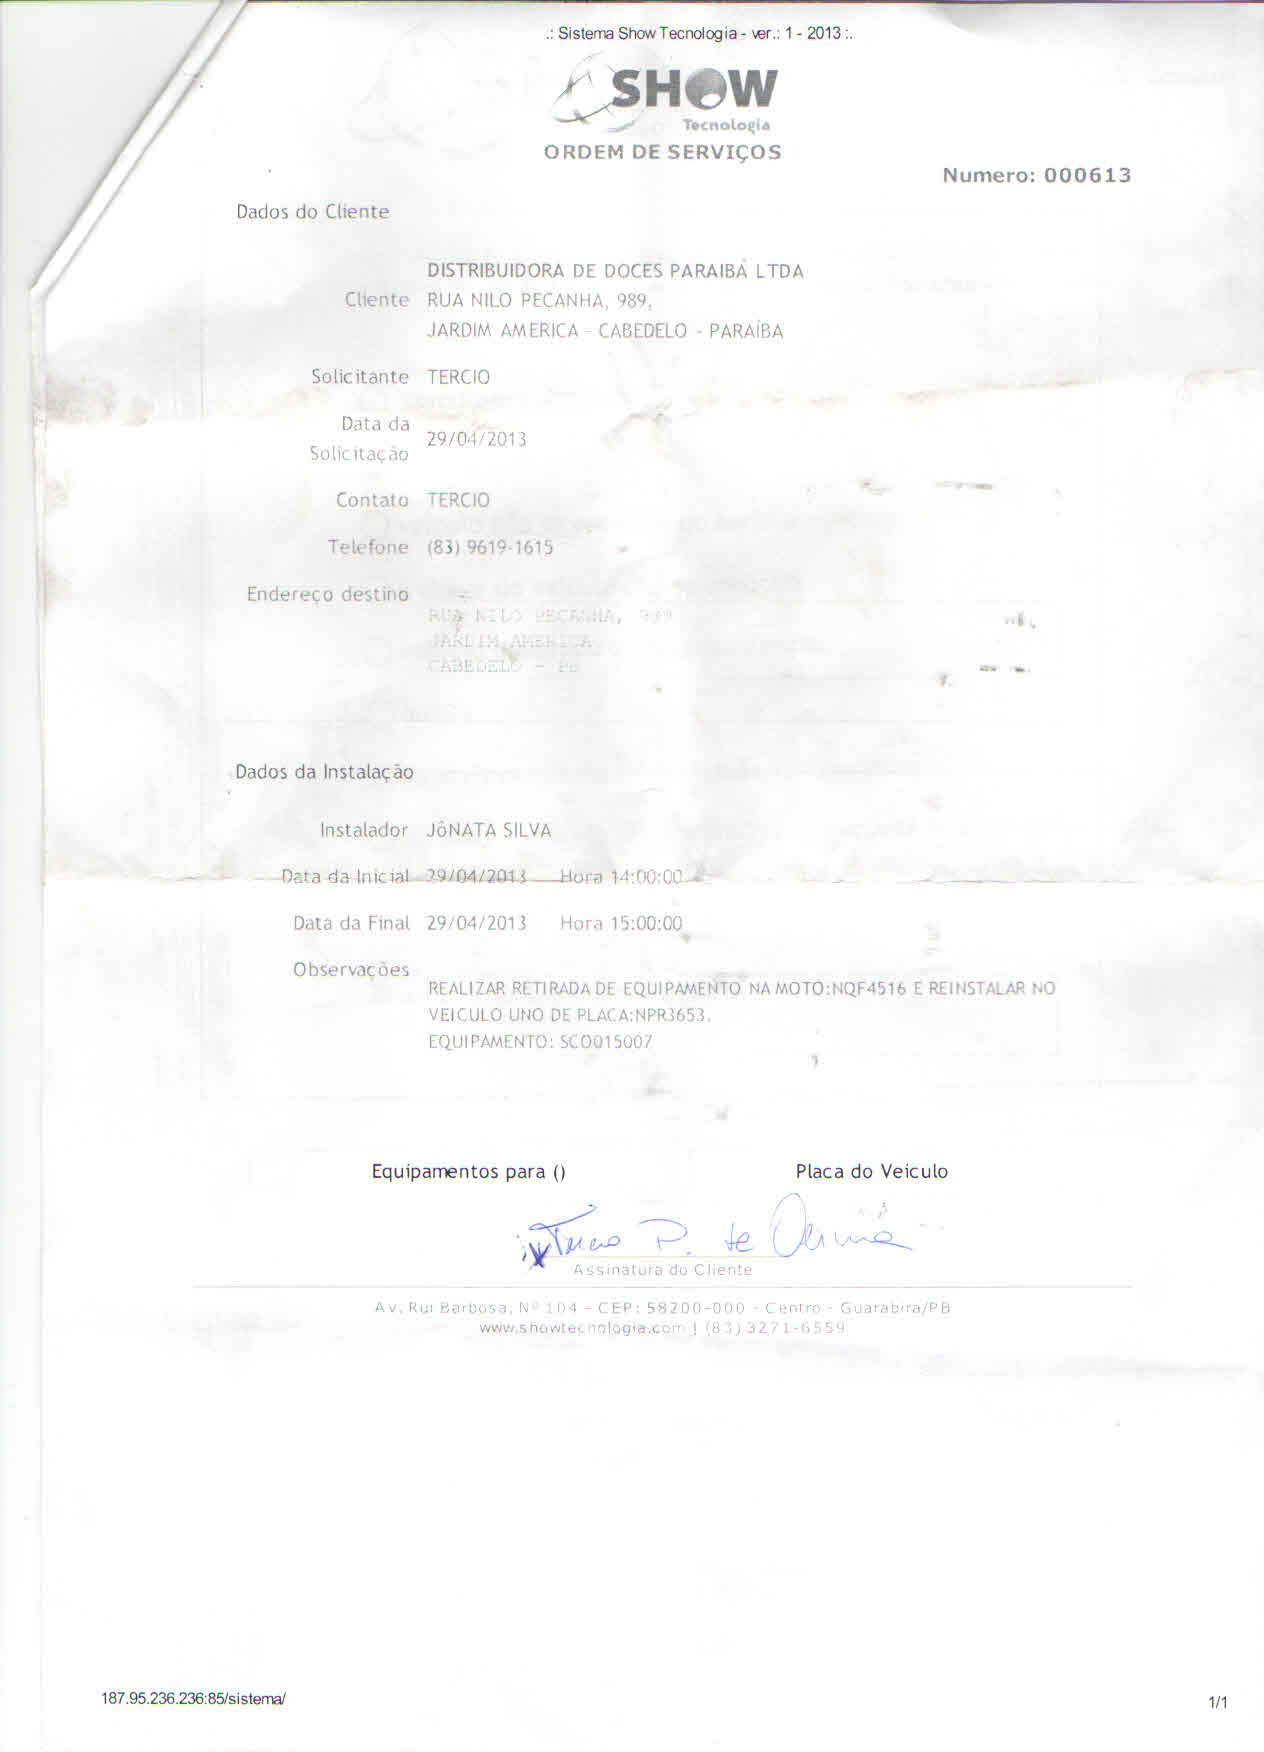 .: Sistema Show Tecnologia - ver.: 1 - 2013 :.
SHOW
Tecnologia
ORDEM DE SERVIÇOS
Numero: 000613
Dados do Cliente
DISTRIBUIDORA DE DOCES PARAIBA LTDA
Cliente RUA NILO PEÇANHA, 989,
JARDIM AMERICA - CABEDELO - PARAÍBA
Solicitante TERCIO
Data da
Solicitação 29/04/2013
Contato TERCIO
Telefone (83) 9619-1615
Endereço destino
RUA NILO PECANHA, 989
JARDIM AMERICA
CABEDELO - PB
Dados da Instalação
Instalador JÔNATA SILVA
Data da Inicial 29/04/2013 Hora 14:00:00
Data da Final 29/04/2013 Hora 15:00:00
Observações
REALIZAR RETIRADA DE EQUIPAMENTO NA MOTO:NQF4516 E REINSTALAR NO
VEICULO UNO DE PLACA:NPR3653.
EQUIPAMENTO: SCO015007
Equipamentos para () Placa do Veiculo
Tercio P. de Oliveira
Assinatura do Cliente
Av. Rui Barbosa, Nº 104 - CEP: 58200-000 - Centro - Guarabira/PB
www.showtecnologia.com | (83) 3271-6559
187.95.236.236:85/sistema/ 1/1